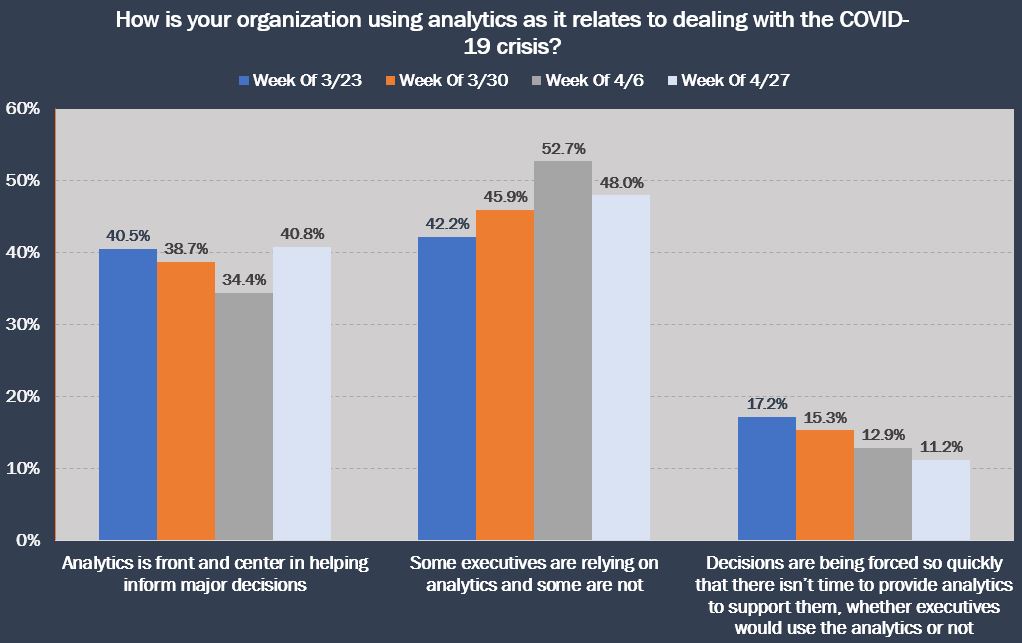 How is your organization using analytics as it relates to dealing with the COVID-
19 crisis?
Week Of 3/23 Week Of 3/30 Week Of 4/6 Week Of 4/27
60%
50%
40%
30%
20%
10%
0%
40.5%
38.7%
34.4%
40.8%
42.2%
45.9%
52.7%
48.0%
17.2%
15.3%
12.9%
11.2%
Analytics is front and center in helping
inform major decisions
Some executives are relying on
analytics and some are not
Decisions are being forced so quickly
that there isn't time to provide analytics
to support them, whether executives
would use the analytics or not